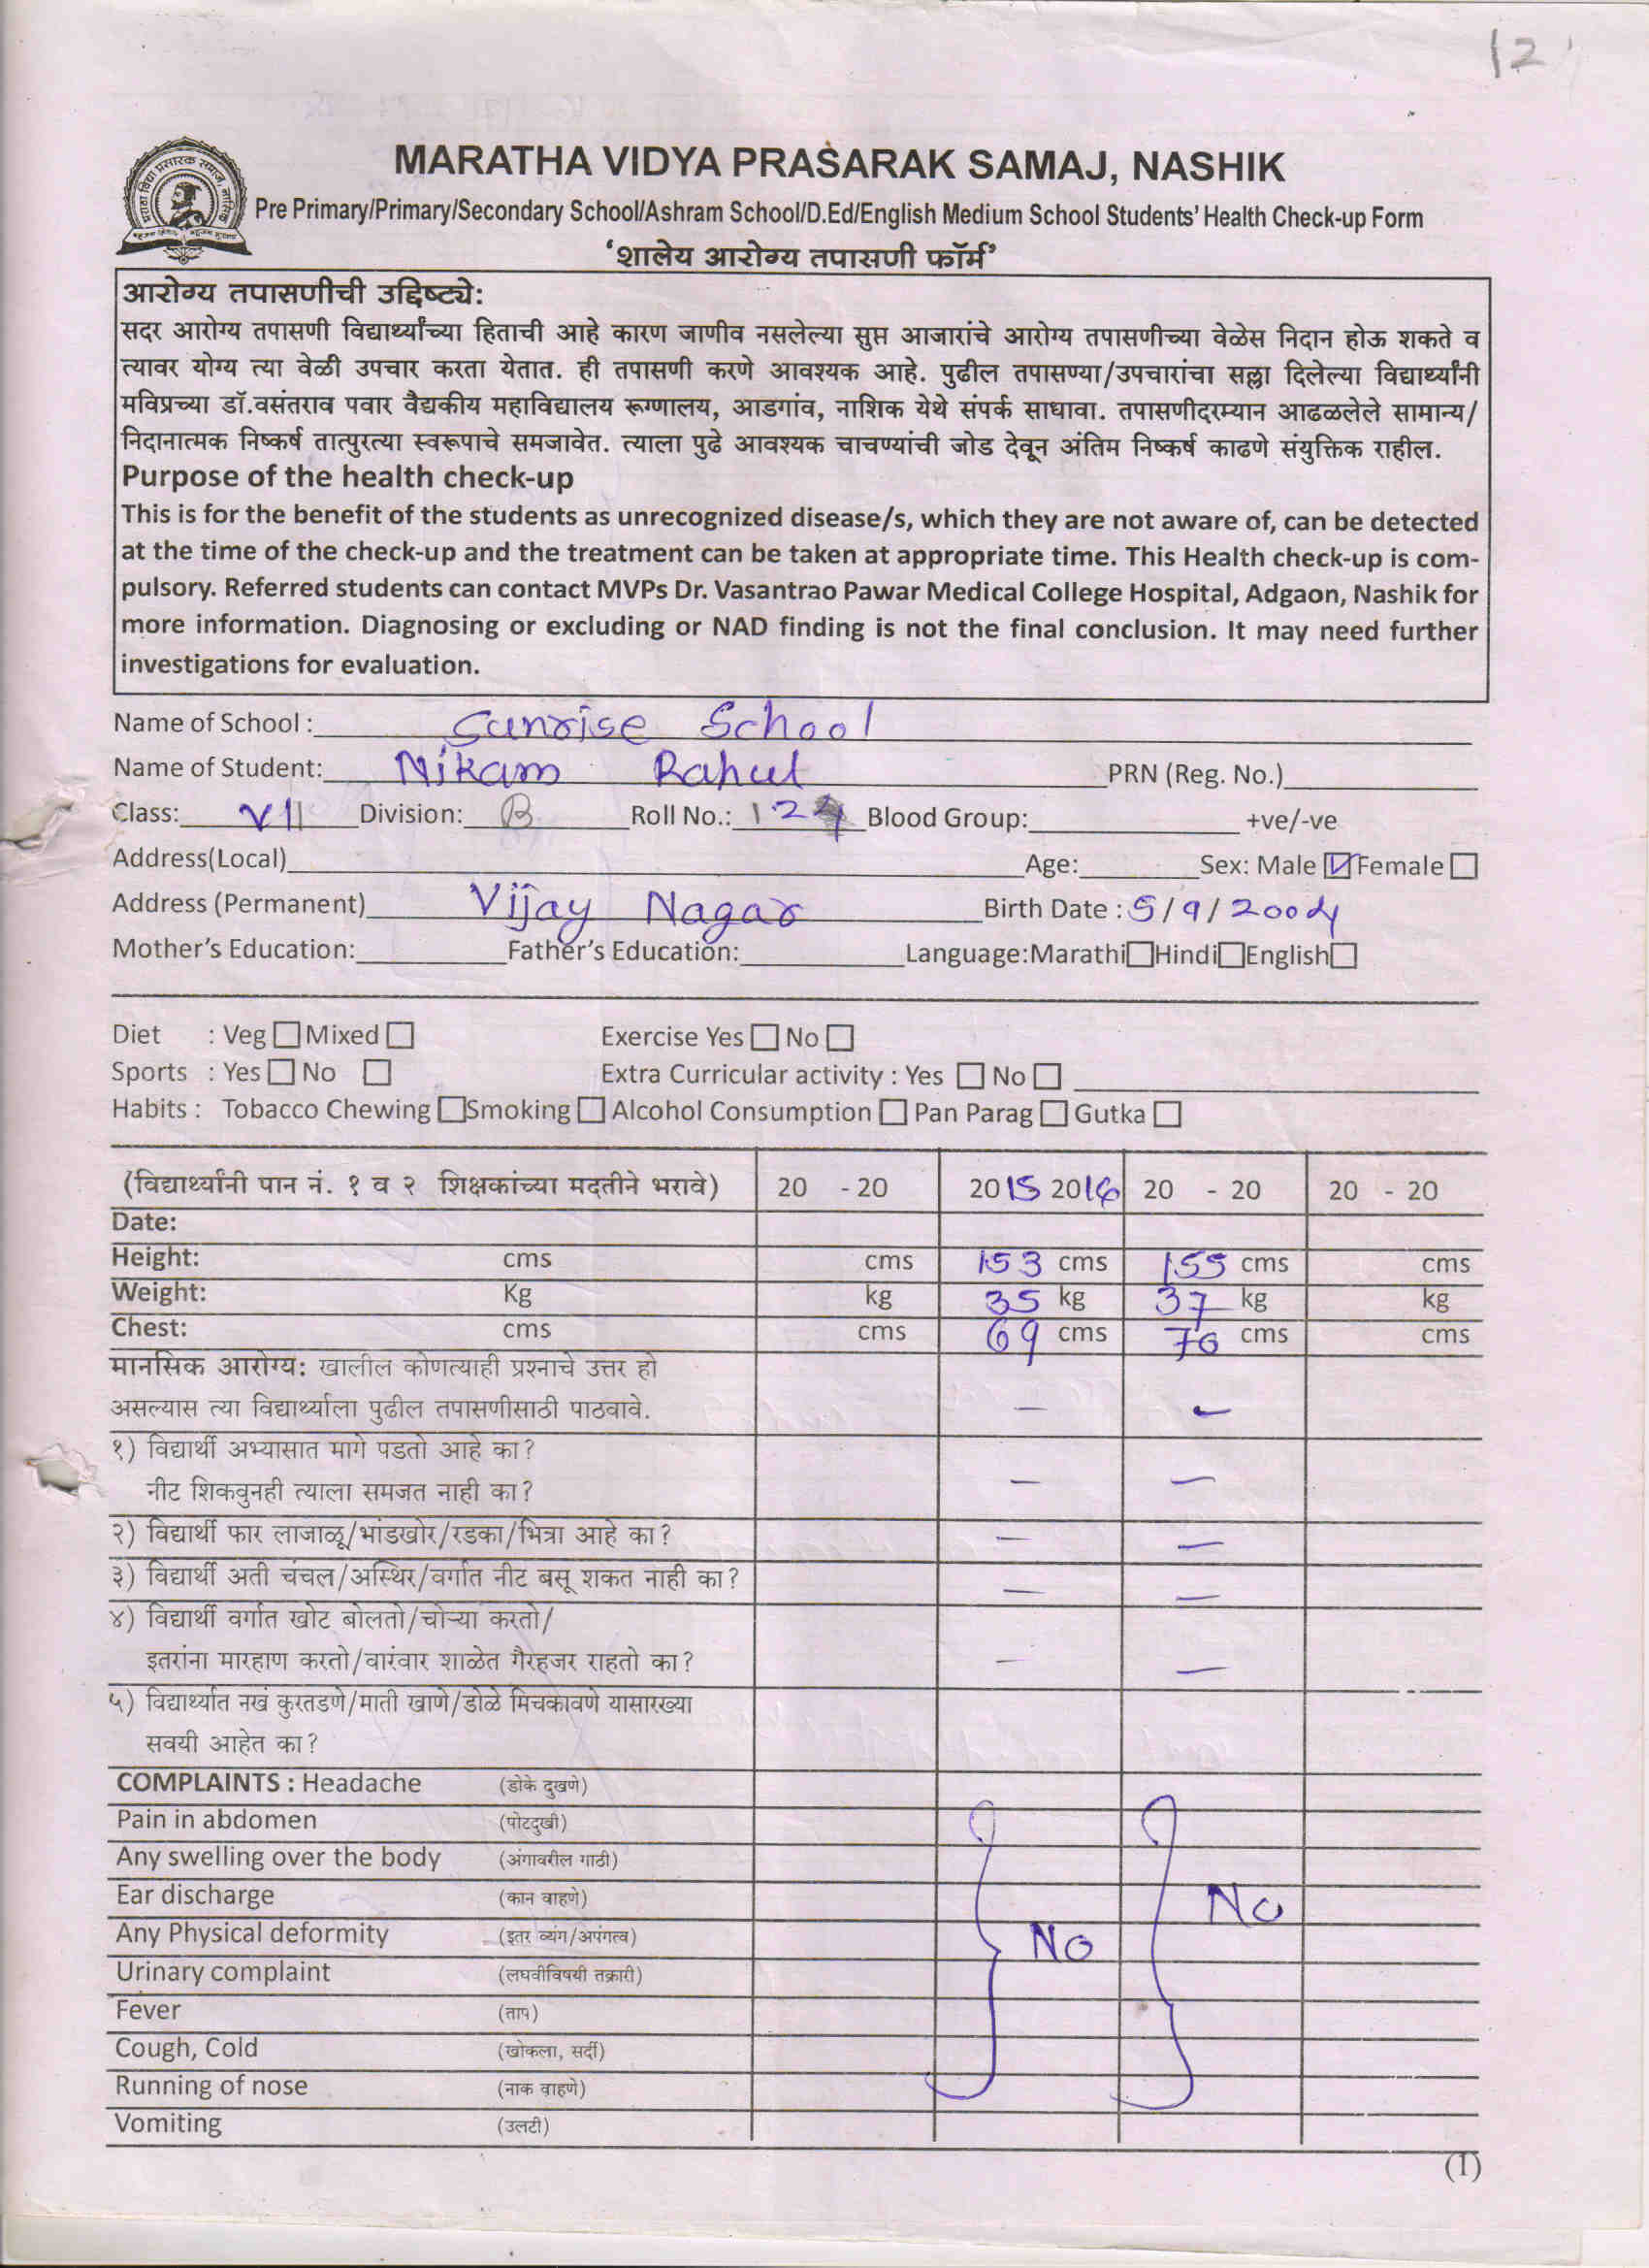 12
MARATHA VIDYA PRASARAK SAMAJ, NASHIK
Pre Primary/Primary/Secondary School/Ashram School/D.Ed/English Medium School Students' Health Check-up Form
'शालेय आरोग्य तपासणी फॉर्म'
आरोग्य तपासणीची उद्दिष्ट्ये:
सदर आरोग्य तपासणी विद्यार्थ्यांच्या हिताची आहे कारण जाणीव नसलेल्या सुप्त आजारांचे आरोग्य तपासणीच्या वेळेस निदान होऊ शकते व
त्यावर योग्य त्या वेळी उपचार करता येतात. ही तपासणी करणे आवश्यक आहे. पुढील तपासण्या/उपचारांचा सल्ला दिलेल्या विद्यार्थ्यांनी
मविप्रच्या डॉ.वसंतराव पवार वैद्यकीय महाविद्यालय रूग्णालय, आडगांव, नाशिक येथे संपर्क साधावा. तपासणीदरम्यान आढळलेले सामान्य/
निदानात्मक निष्कर्ष तात्पुरत्या स्वरूपाचे समजावेत. त्याला पुढे आवश्यक चाचण्यांची जोड देवून अंतिम निष्कर्ष काढणे संयुक्तिक राहील.
Purpose of the health check-up
This is for the benefit of the students as unrecognized disease/s, which they are not aware of, can be detected
at the time of the check-up and the treatment can be taken at appropriate time. This Health check-up is com-
pulsory. Referred students can contact MVPs Dr. Vasantrao Pawar Medical College Hospital, Adgaon, Nashik for
more information. Diagnosing or excluding or NAD finding is not the final conclusion. It may need further
investigations for evaluation.
Name of School : Sunrise School
Name of Student: Nikam Rahul PRN (Reg. No.)
Class: VII Division: B Roll No.: 124 Blood Group: +ve/-ve
Address(Local) Age: Sex: Male ☑ Female ☐
Address (Permanent) Vijay Nagar Birth Date : 5/9/2004
Mother's Education: Father's Education: Language:Marathi☐Hindi☐English☐
Diet : Veg ☐ Mixed ☐ Exercise Yes ☐ No ☐
Sports : Yes ☐ No ☐ Extra Curricular activity : Yes ☐ No ☐
Habits : Tobacco Chewing ☐ Smoking ☐ Alcohol Consumption ☐ Pan Parag ☐ Gutka ☐
(विद्यार्थ्यांनी पान नं. १ व २ शिक्षकांच्या मदतीने भरावे) 20 - 20 2015 2016 20 - 20 20 - 20
Date:
Height: cms cms 153 cms 155 cms cms
Weight: Kg kg 35 kg 37 kg kg
Chest: cms cms 69 cms 76 cms cms
मानसिक आरोग्य: खालील कोणत्याही प्रश्नाचे उत्तर हो
असल्यास त्या विद्यार्थ्याला पुढील तपासणीसाठी पाठवावे. — —
१) विद्यार्थी अभ्यासात मागे पडतो आहे का?
नीट शिकवुनही त्याला समजत नाही का? — —
२) विद्यार्थी फार लाजाळू/भांडखोर/रडका/भित्रा आहे का? — —
३) विद्यार्थी अती चंचल/अस्थिर/वर्गात नीट बसू शकत नाही का? — —
४) विद्यार्थी वर्गात खोट बोलतो/चोऱ्या करतो/
इतरांना मारहाण करतो/वारंवार शाळेत गैरहजर राहतो का? — —
५) विद्यार्थ्यात नखं कुरतडणे/माती खाणे/डोळे मिचकावणे यासारख्या
सवयी आहेत का?
COMPLAINTS : Headache (डोके दुखणे)
Pain in abdomen (पोटदुखी)
Any swelling over the body (अंगावरील गाठी)
Ear discharge (कान वाहणे) No
Any Physical deformity (इतर व्यंग/अपंगत्व) No
Urinary complaint (लघवीविषयी तक्रारी)
Fever (ताप)
Cough, Cold (खोकला, सर्दी)
Running of nose (नाक वाहणे)
Vomiting (उलटी)
(1)